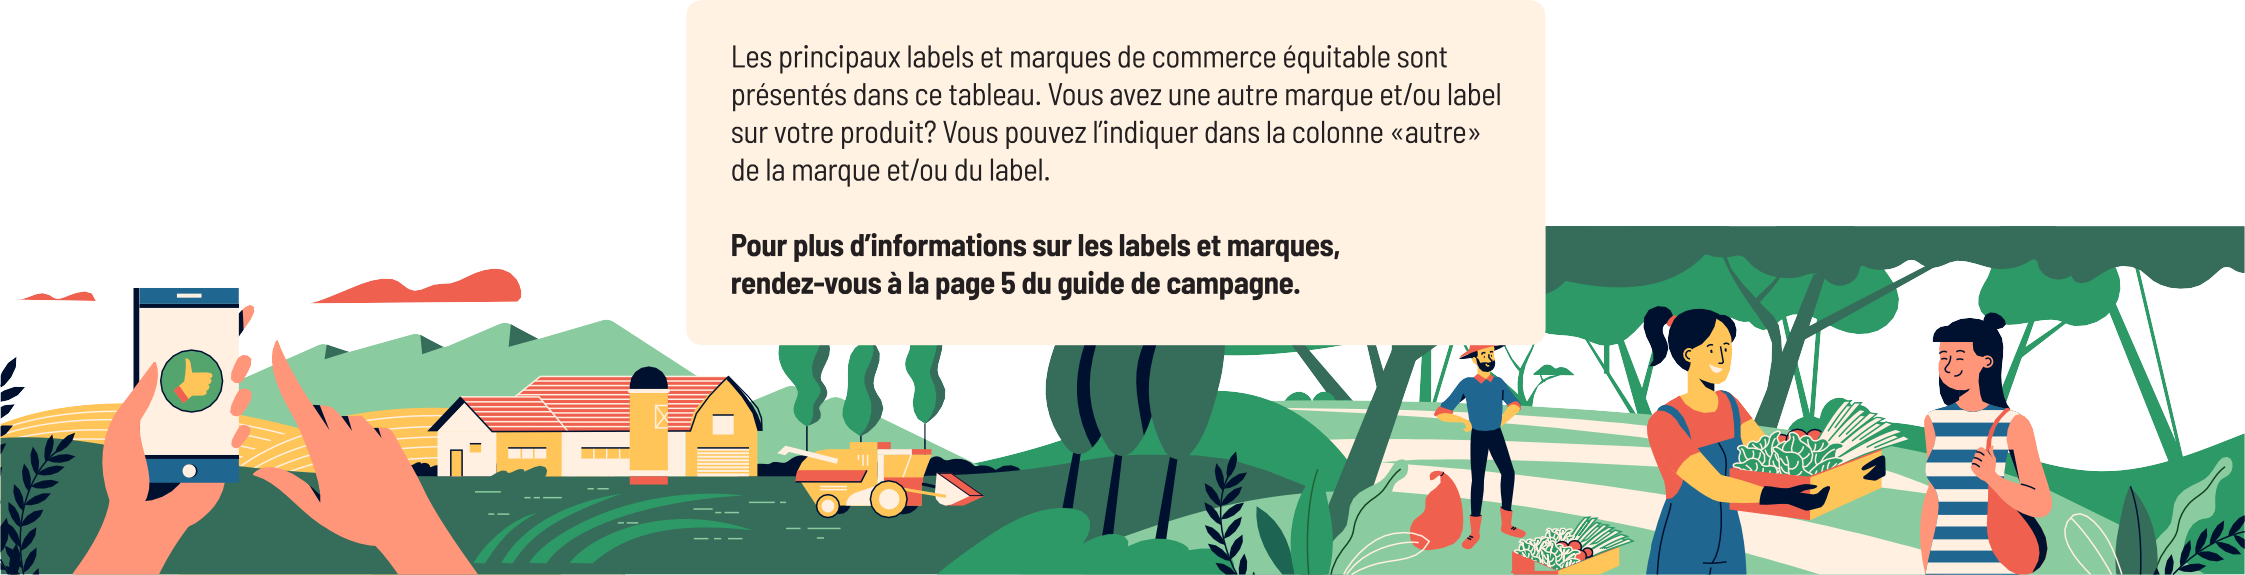 Les principaux labels et marques de commerce équitable sont
présentés dans ce tableau. Vous avez une autre marque et/ou label
sur votre produit? Vous pouvez l’indiquer dans la colonne «autre»
de la marque et/ou du label.
Pour plus d’informations sur les labels et marques,
rendez-vous à la page 5 du guide de campagne.